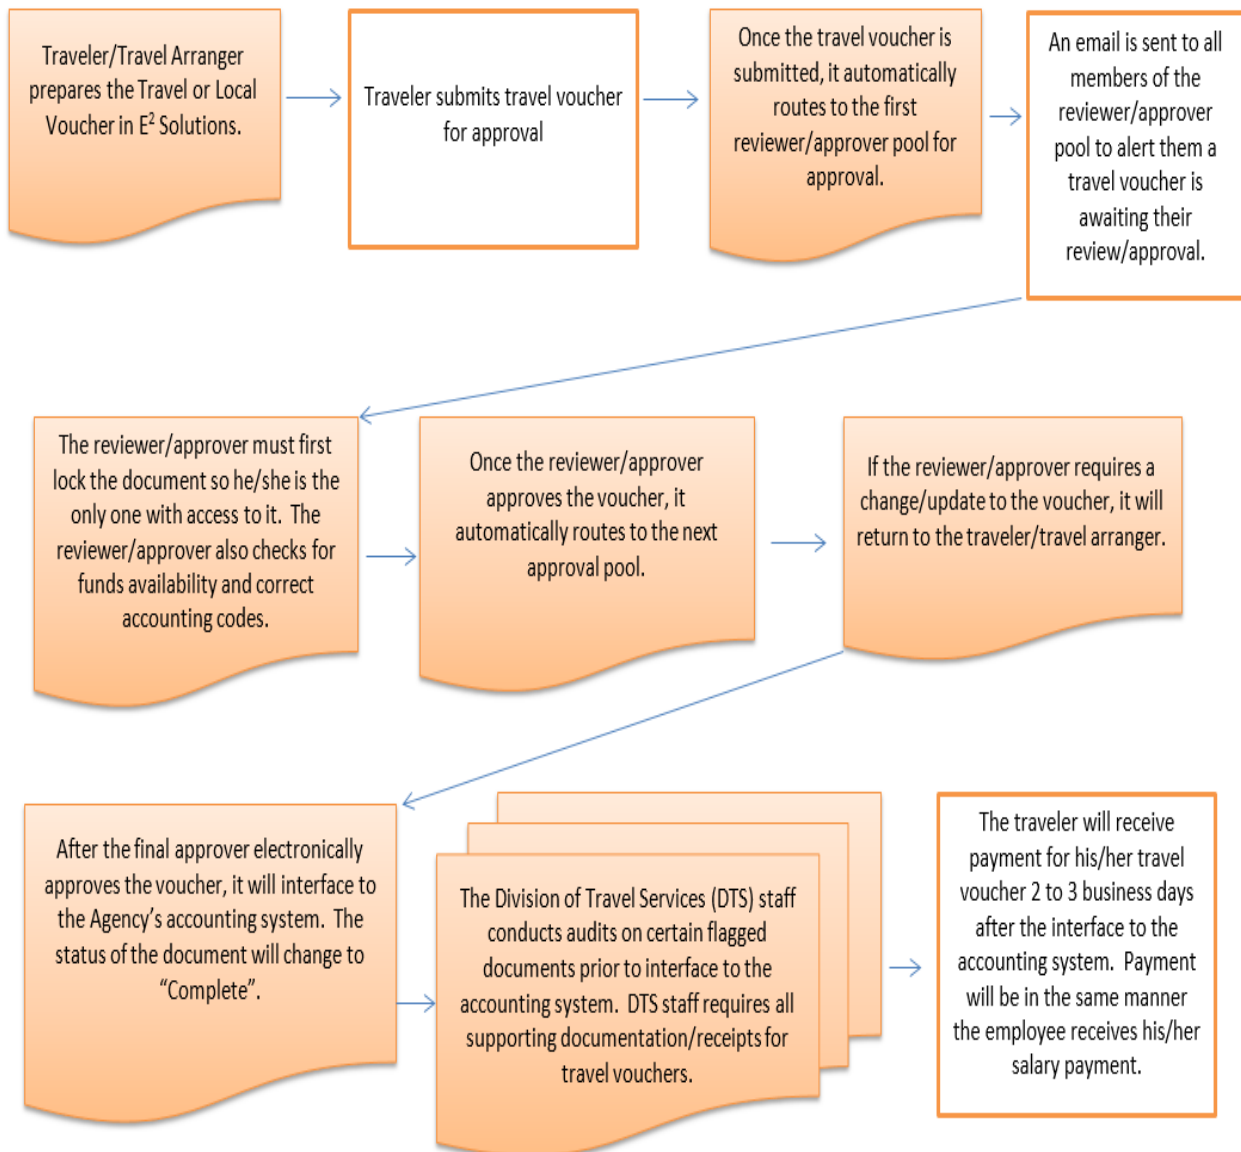 Traveler/Travel Arranger
prepares the Travel or Local
Voucher in E² Solutions.
Traveler submits travel voucher
for approval
Once the travel voucher is
submitted, it automatically
routes to the first
reviewer/approver pool for
approval.
An email is sent to all
members of the
reviewer/approver
pool to alert them a
travel voucher is
awaiting their
review/approval.
The reviewer/approver must first
lock the document so he/she is the
only one with access to it.  The
reviewer/approver also checks for
funds availability and correct
accounting codes.
Once the reviewer/approver
approves the voucher, it
automatically routes to the next
approval pool.
If the reviewer/approver requires a
change/update to the voucher, it will
return to the traveler/travel arranger.
After the final approver electronically
approves the voucher, it will interface to
the Agency’s accounting system.  The
status of the document will change to
“Complete”.
The Division of Travel Services (DTS) staff
conducts audits on certain flagged
documents prior to interface to the
accounting system.  DTS staff requires all
supporting documentation/receipts for
travel vouchers.
The traveler will receive
payment for his/her travel
voucher 2 to 3 business days
after the interface to the
accounting system.  Payment
will be in the same manner
the employee receives his/her
salary payment.